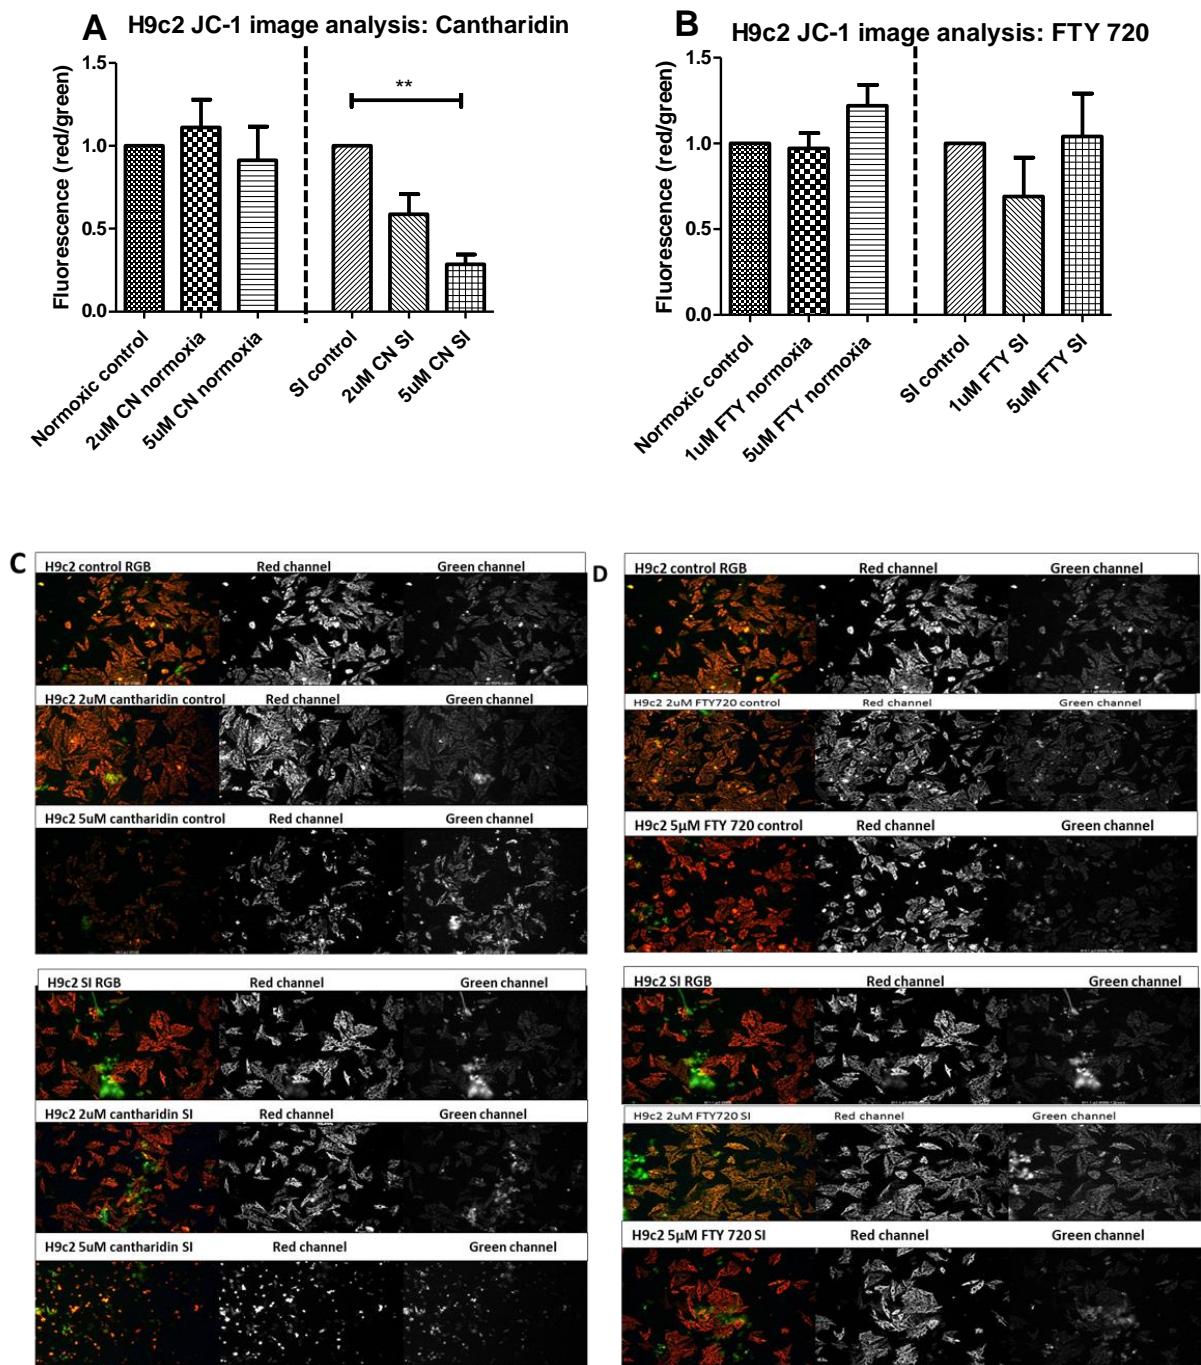 A H9c2 JC-1 image analysis: Cantharidin
Fluorescence (red/green)
1.5
1.0
0.5
0.0
**
Normoxic control
2uM CN normoxia
5uM CN normoxia
SI control
2uM CN SI
5uM CN SI
B H9c2 JC-1 image analysis: FTY 720
Fluorescence (red/green)
1.5
1.0
0.5
0.0
Normoxic control
1uM FTY normoxia
5uM FTY normoxia
SI control
1uM FTY SI
5uM FTY SI
C
H9c2 control RGB Red channel Green channel
H9c2 2uM cantharidin control Red channel Green channel
H9c2 5uM cantharidin control Red channel Green channel
H9c2 SI RGB Red channel Green channel
H9c2 2uM cantharidin SI Red channel Green channel
H9c2 5uM cantharidin SI Red channel Green channel
D
H9c2 control RGB Red channel Green channel
H9c2 2uM FTY720 control Red channel Green channel
H9c2 5µM FTY 720 control Red channel Green channel
H9c2 SI RGB Red channel Green channel
H9c2 2uM FTY720 SI Red channel Green channel
H9c2 5µM FTY 720 SI Red channel Green channel